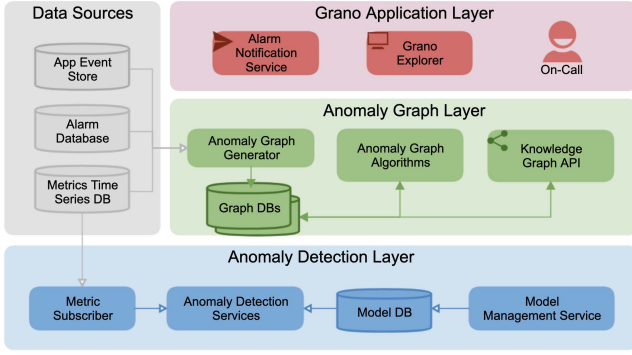 Data Sources
App Event
Store
Alarm
Database
Metrics Time
Series DB
Grano Application Layer
Alarm
Notification
Service
Grano
Explorer
On-Call
Anomaly Graph Layer
Anomaly Graph
Generator
Anomaly Graph
Algorithms
Knowledge
Graph API
Graph DBs
Anomaly Detection Layer
Metric
Subscriber
Anomaly Detection
Services
Model DB
Model
Management Service